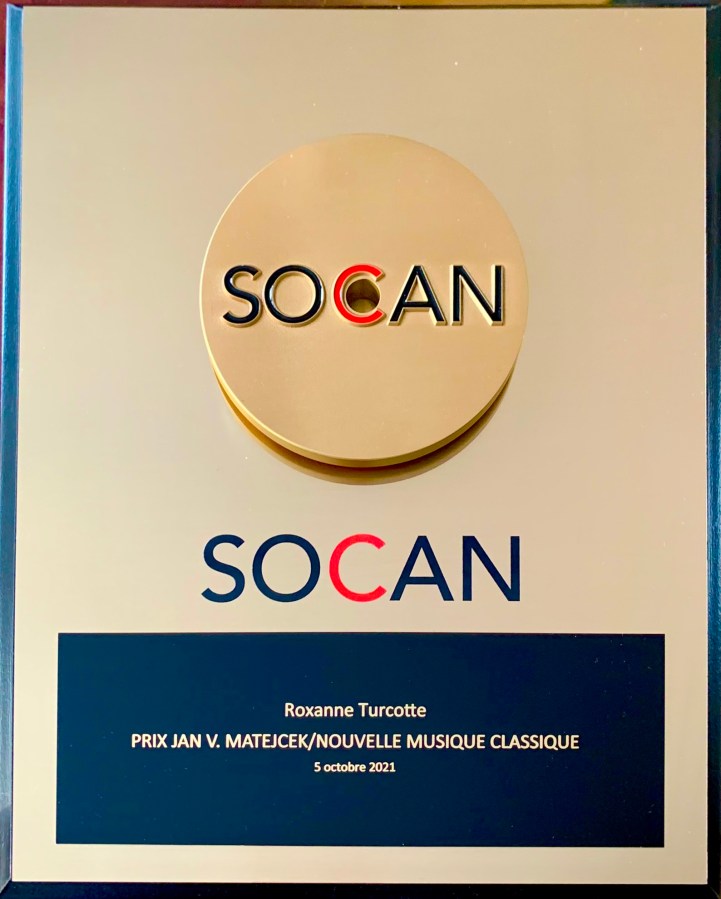 SOCAN
SOCAN
Roxanne Turcotte
PRIX JAN V. MATEJCEK/NOUVELLE MUSIQUE CLASSIQUE
5 octobre 2021